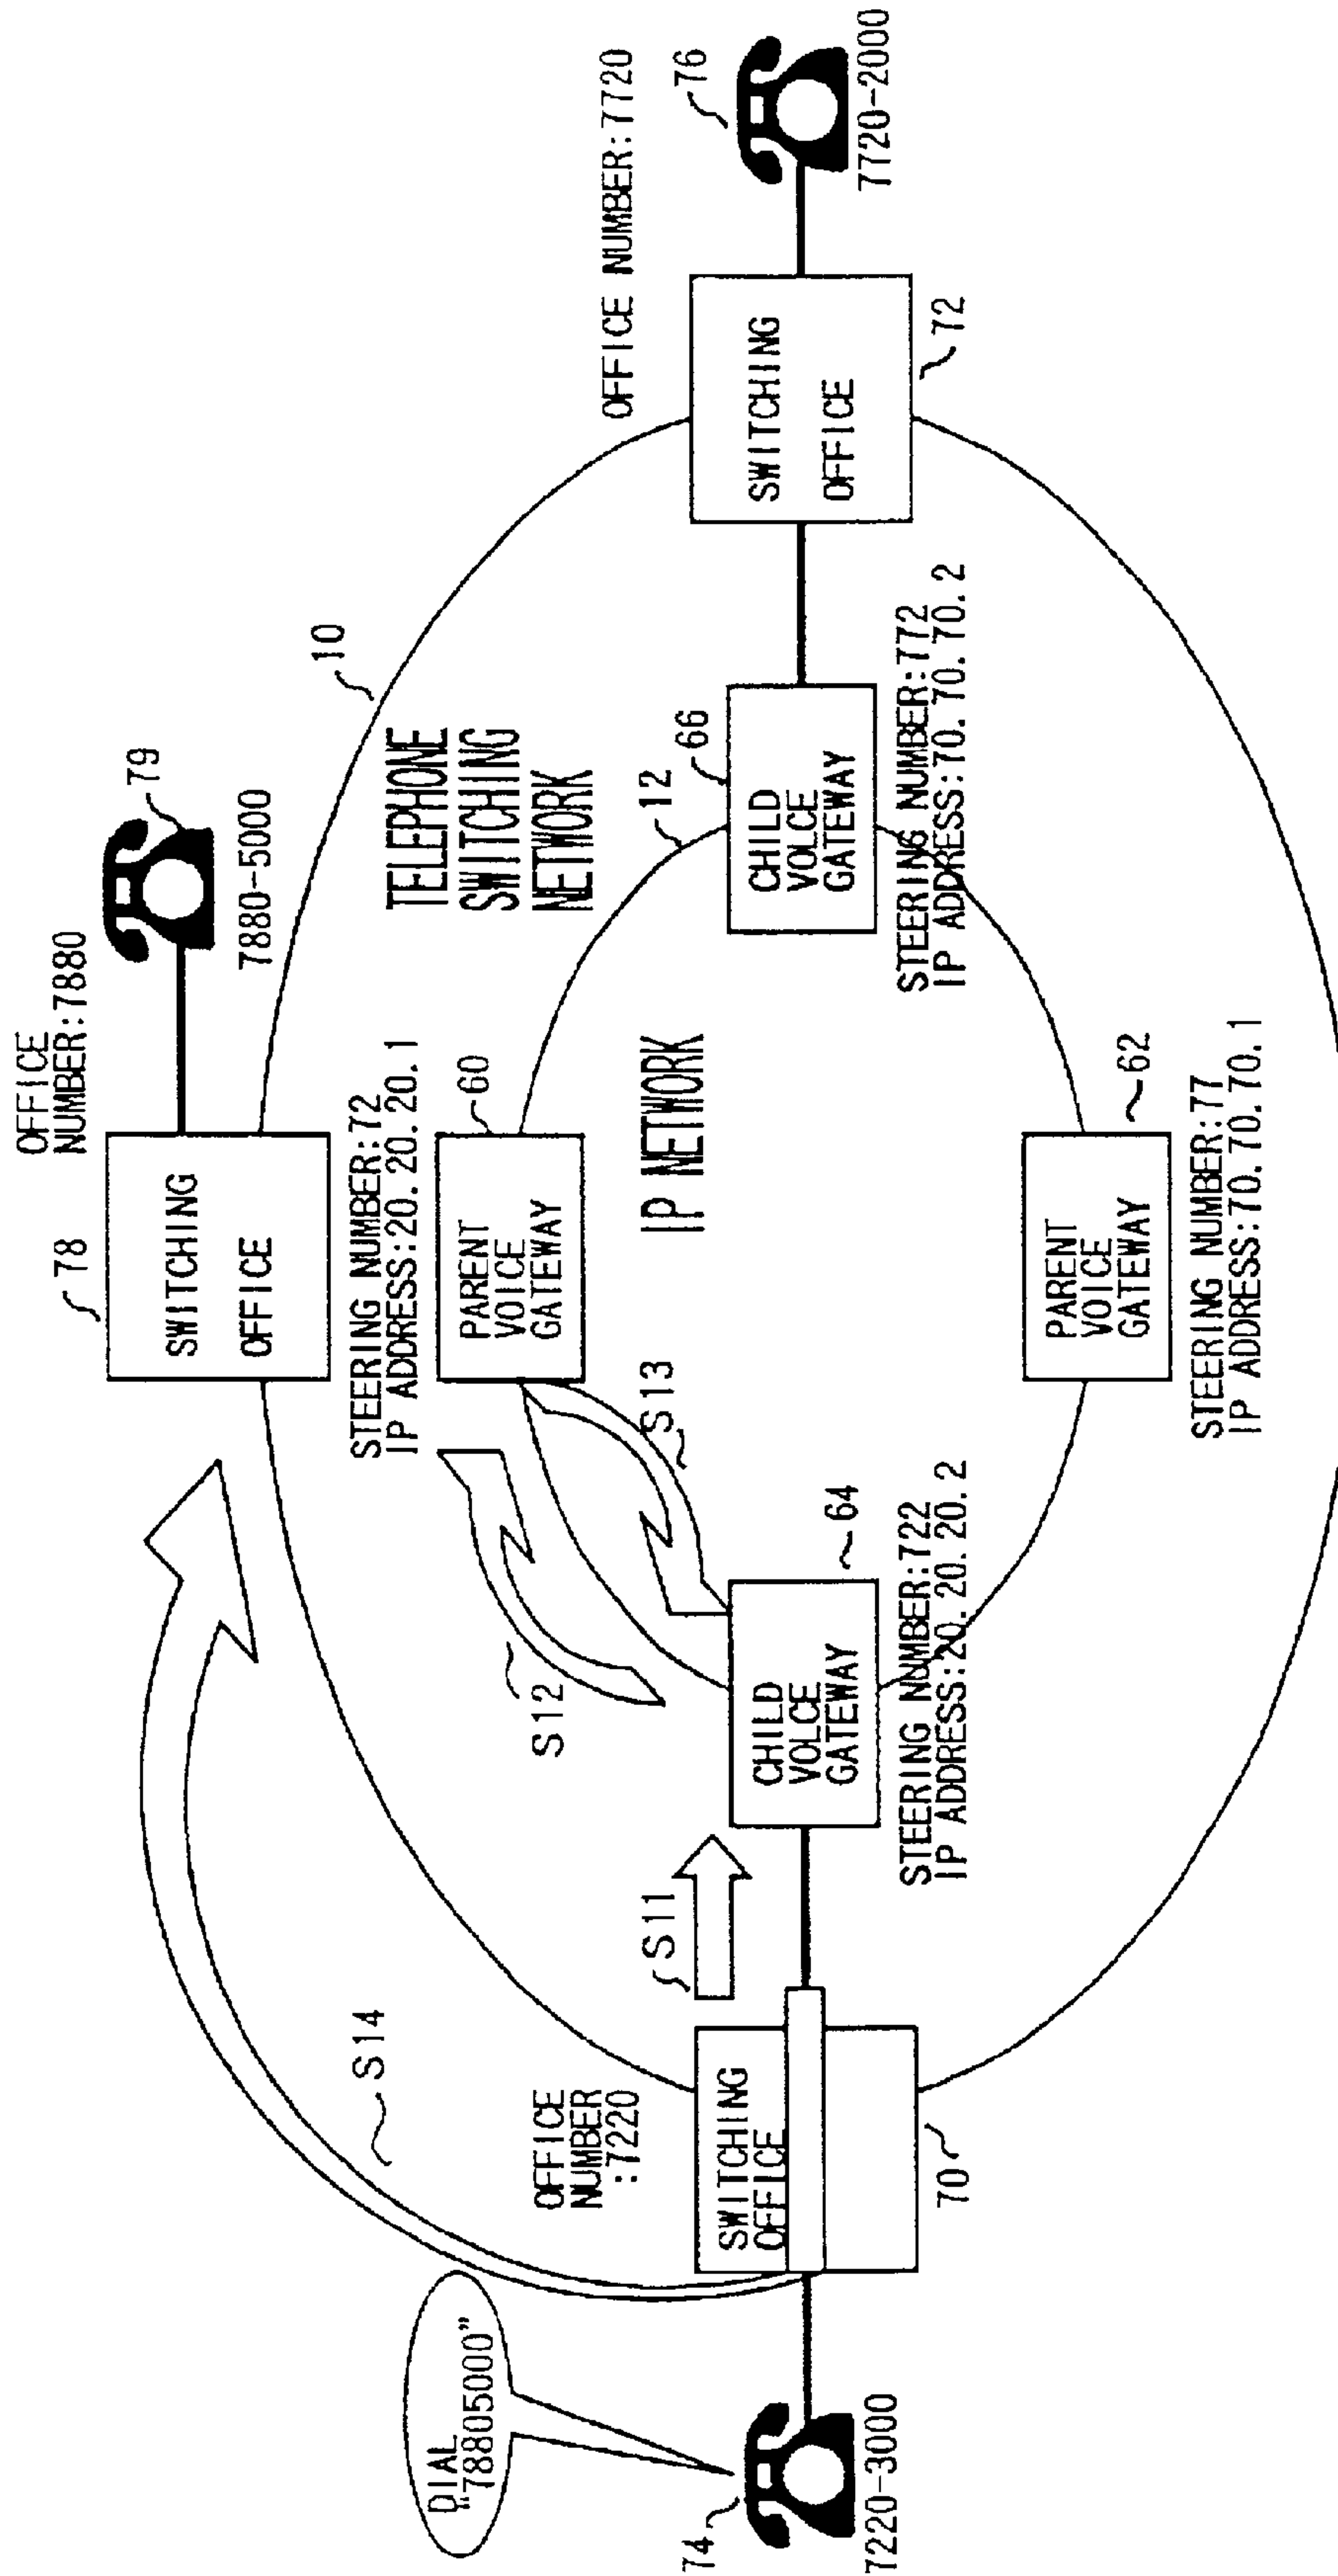 DIAL
"78805000"
74
7220-3000
S14
OFFICE
NUMBER
:7220
SWITCHING
OFFICE
70
S11
S12
S13
CHILD
VOLCE
GATEWAY
64
STEERING NUMBER:722
IP ADDRESS:20.20.20.2
78
SWITCHING
OFFICE
OFFICE
NUMBER:7880
79
7880-5000
STEERING NUMBER:72
IP ADDRESS:20.20.20.1
PARENT
VOICE
GATEWAY
60
IP NETWORK
PARENT
VOICE
GATEWAY
62
STEERING NUMBER:77
IP ADDRESS:70.70.70.1
TELEPHONE
SWITCHING
NETWORK
10
12
66
CHILD
VOLCE
GATEWAY
STEERING NUMBER:772
IP ADDRESS:70.70.70.2
OFFICE NUMBER:7720
SWITCHING
OFFICE
72
76
7720-2000